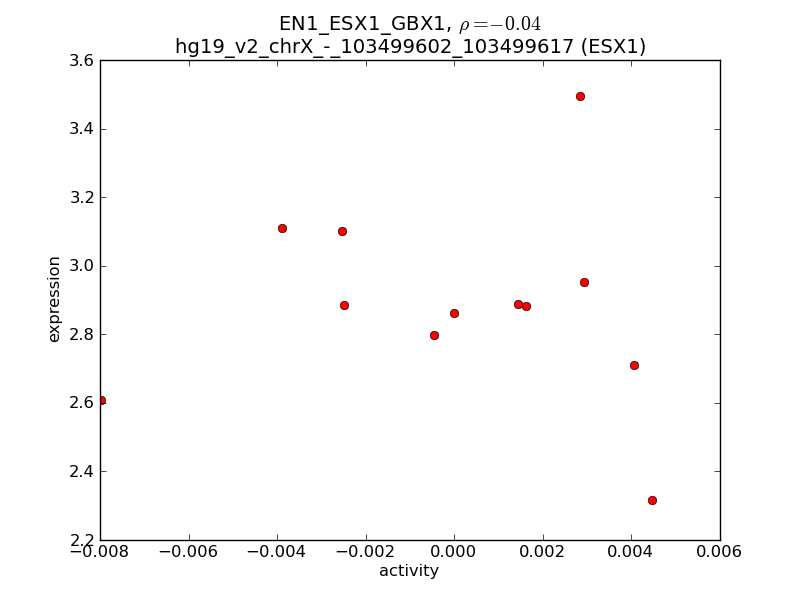 EN1_ESX1_GBX1, ρ=−0.04
hg19_v2_chrX_-_103499602_103499617 (ESX1)
3.6
3.4
3.2
3.0
2.8
2.6
2.4
2.2
expression
−0.008 −0.006 −0.004 −0.002 0.000 0.002 0.004 0.006
activity